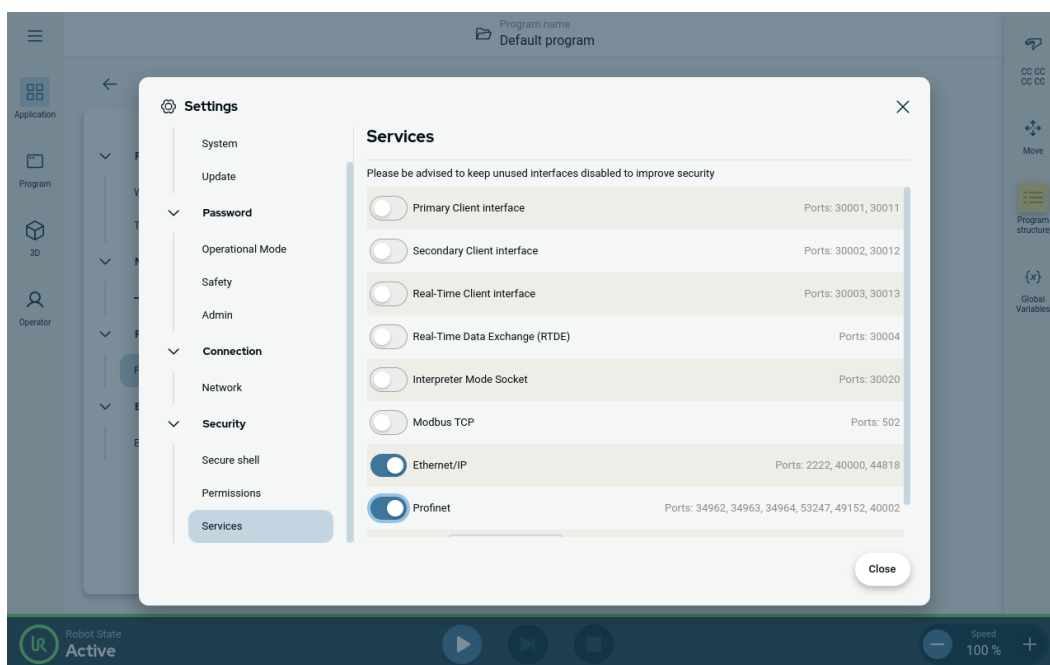 Program name
Default program
Application
Program
3D
Operator
CC CC
CC CC
Move
Program
structure
{x}
Global
Variables
Settings
System
Update
Password
Operational Mode
Safety
Admin
Connection
Network
Security
Secure shell
Permissions
Services
Services
Please be advised to keep unused interfaces disabled to improve security
Primary Client interface Ports: 30001, 30011
Secondary Client interface Ports: 30002, 30012
Real-Time Client interface Ports: 30003, 30013
Real-Time Data Exchange (RTDE) Ports: 30004
Interpreter Mode Socket Ports: 30020
Modbus TCP Ports: 502
Ethernet/IP Ports: 2222, 40000, 44818
Profinet Ports: 34962, 34963, 34964, 53247, 49152, 40002
Close
UR
Robot State
Active
Speed
100 %